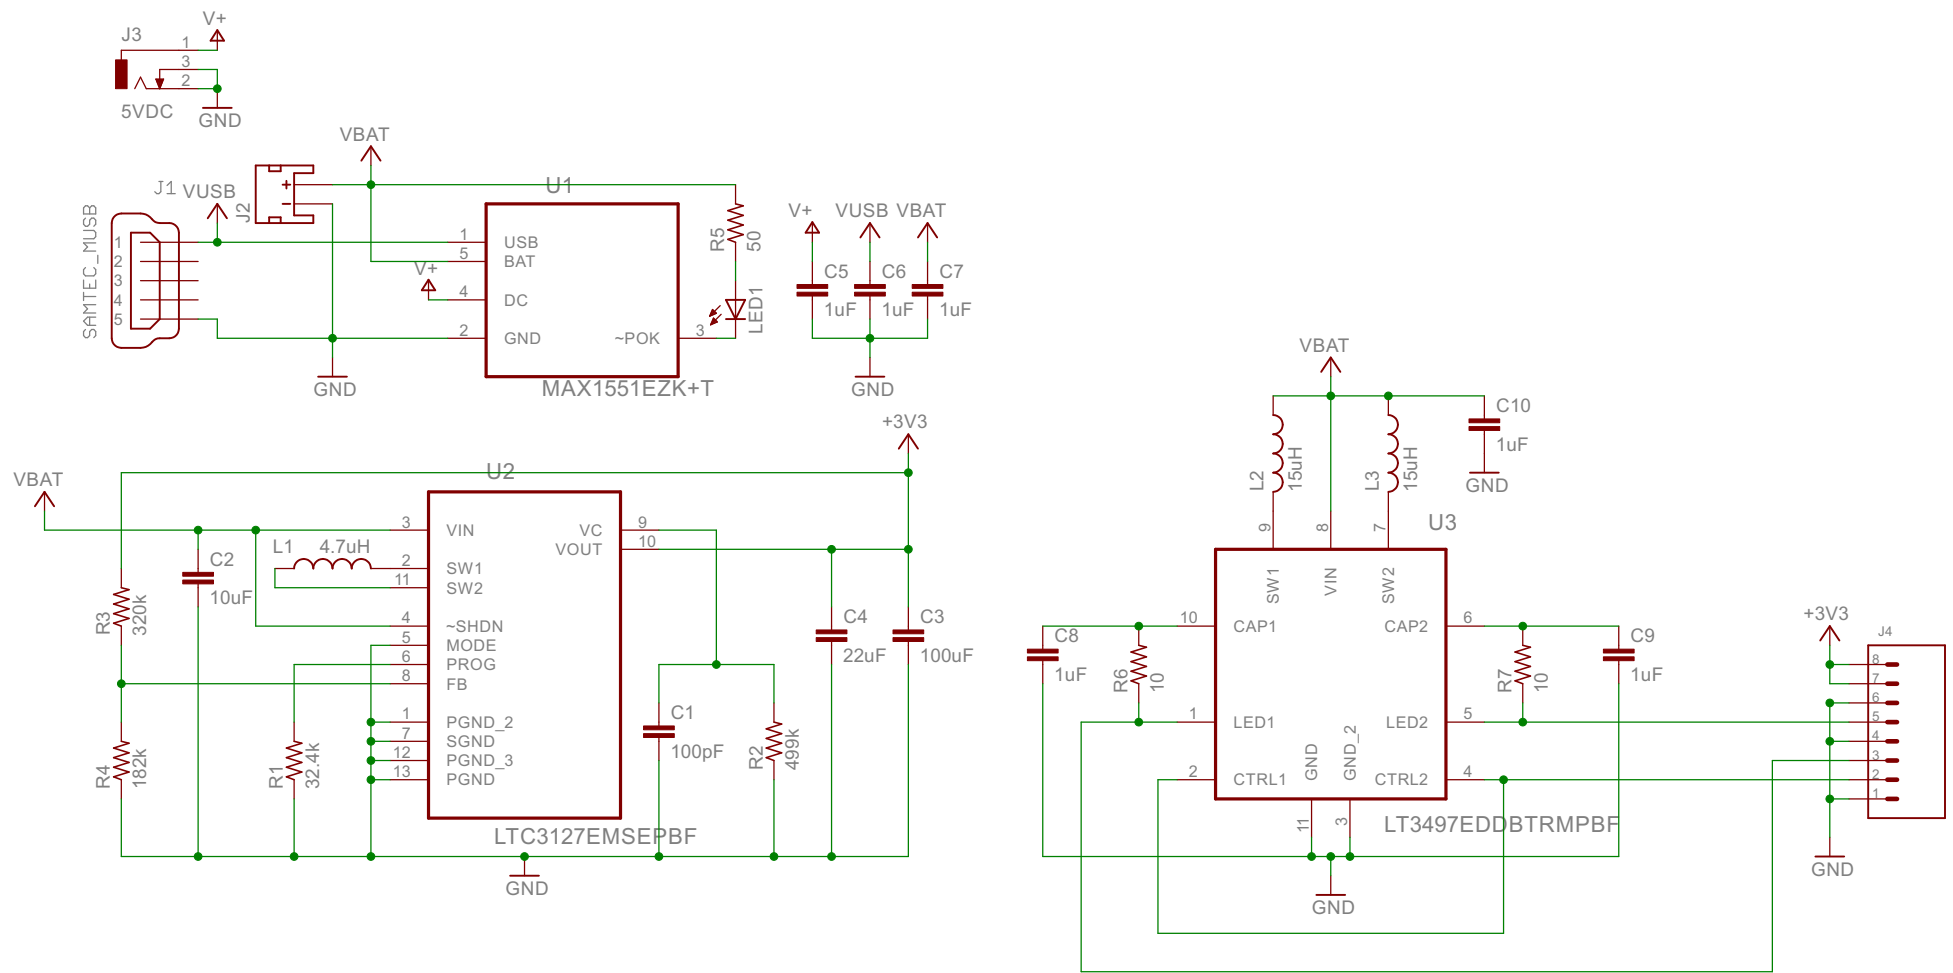 V+
J3
1
3
2
5VDC
GND
VBAT
J1
VUSB
J2
+
-
SAMTEC_MUSB
1
2
3
4
5
U1
1
USB
5
BAT
V+
4
DC
2
GND
~POK
3
MAX1551EZK+T
GND
R5
50
LED1
V+
VUSB
VBAT
C5
1uF
C6
1uF
C7
1uF
GND
+3V3
VBAT
U2
3
VIN
L1
4.7uH
2
SW1
11
SW2
4
~SHDN
5
MODE
6
PROG
8
FB
1
PGND_2
7
SGND
12
PGND_3
13
PGND
VC
9
VOUT
10
LTC3127EMSEPBF
C2
10uF
R3
320k
R4
182k
R1
32.4k
C1
100pF
R2
499k
C4
22uF
C3
100uF
GND
VBAT
C10
1uF
GND
L2
15uH
L3
15uH
U3
9
8
7
SW1
VIN
SW2
10
CAP1
CAP2
6
1
LED1
LED2
5
2
CTRL1
CTRL2
4
GND
GND_2
11
3
LT3497EDDBTRMPBF
C8
1uF
R6
10
R7
10
C9
1uF
GND
+3V3
J4
8
7
6
5
4
3
2
1
GND